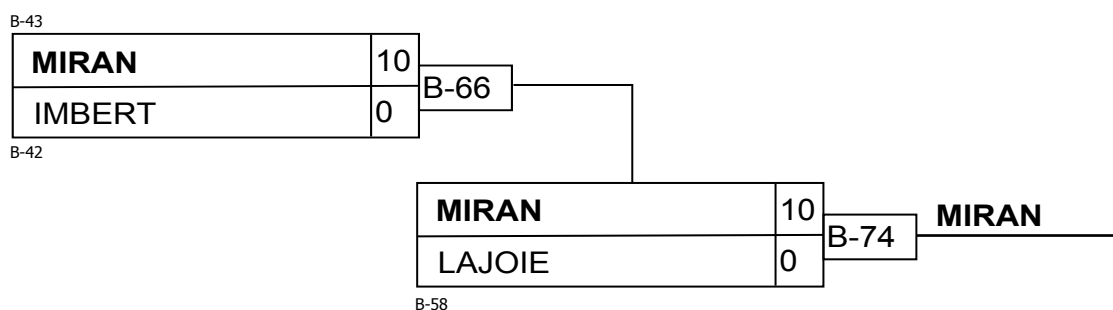 B-43
MIRAN 10
B-66
IMBERT 0
B-42
MIRAN 10
MIRAN
B-74
LAJOIE 0
B-58